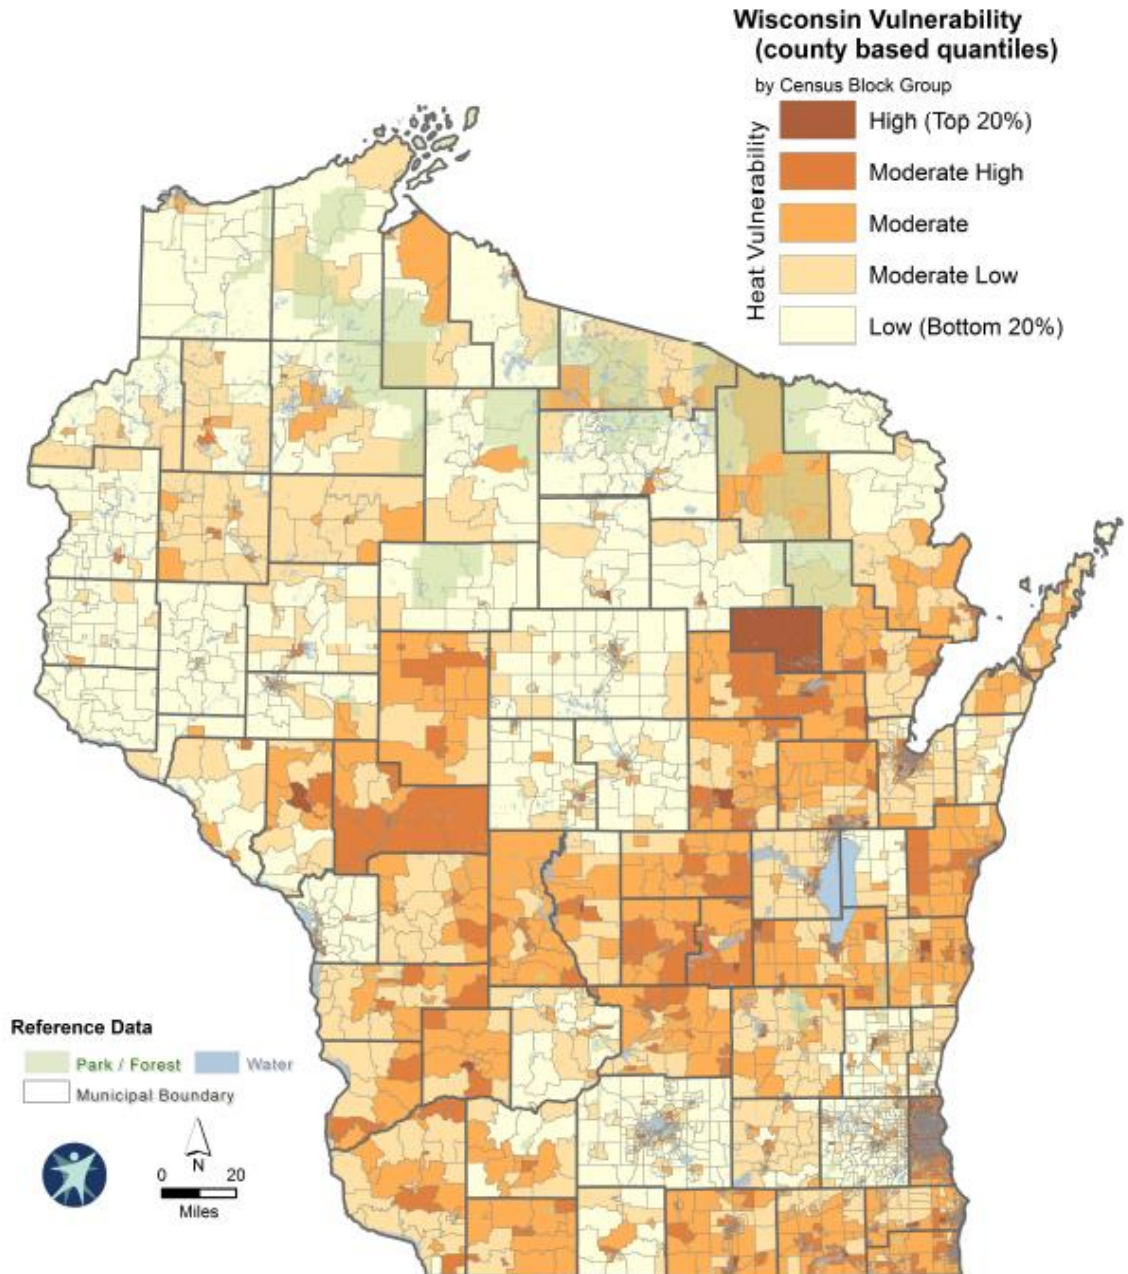 Wisconsin Vulnerability
(county based quantiles)
by Census Block Group
Heat Vulnerability
High (Top 20%)
Moderate High
Moderate
Moderate Low
Low (Bottom 20%)
Reference Data
Park / Forest
Water
Municipal Boundary
N
0 20
Miles